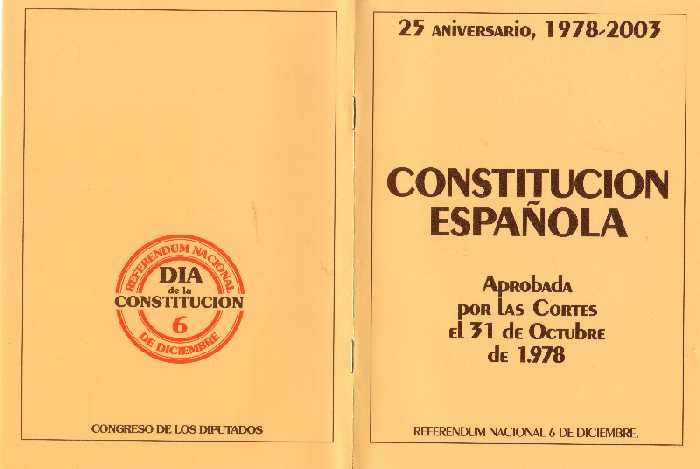 REFERENDUM NACIONAL
DIA
de la
CONSTITUCION
6
DE DICIEMBRE
CONGRESO DE LOS DIPUTADOS
25 ANIVERSARIO, 1978-2003
CONSTITUCION
ESPAÑOLA
APROBADA
POR LAS CORTES
El 31 de OCTUBRE
de 1.978
REFERENDUM NACIONAL 6 DE DICIEMBRE.